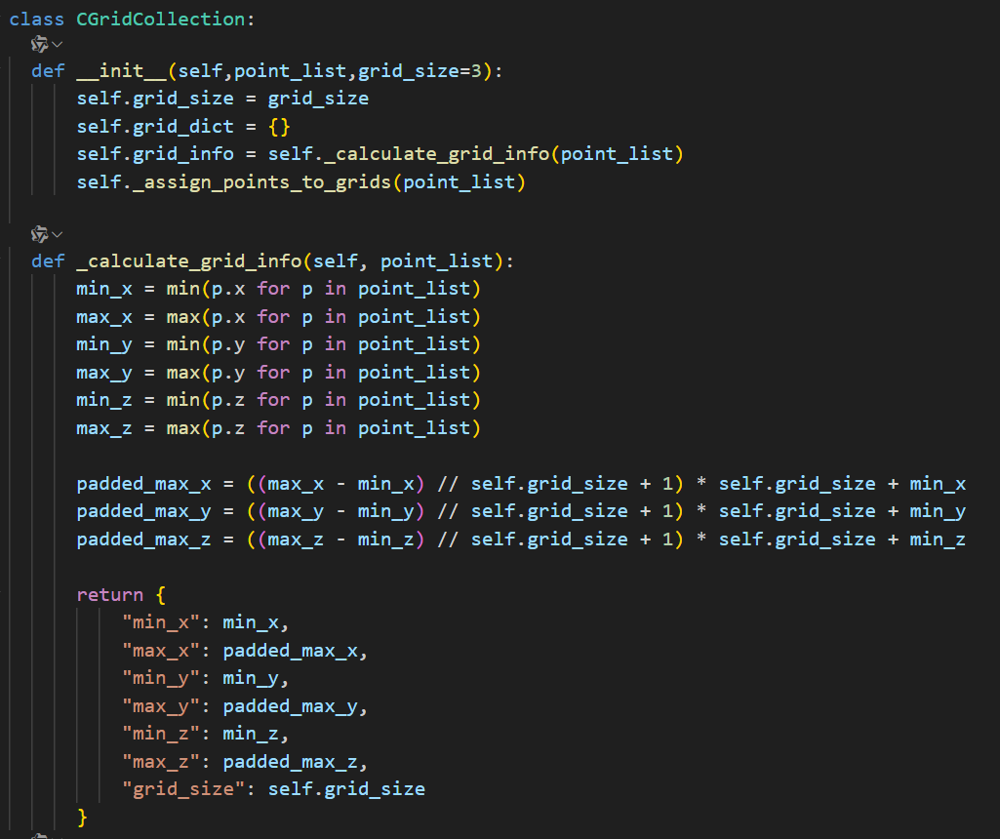 class CGridCollection:
def __init__(self,point_list,grid_size=3):
self.grid_size = grid_size
self.grid_dict = {}
self.grid_info = self._calculate_grid_info(point_list)
self._assign_points_to_grids(point_list)
def _calculate_grid_info(self, point_list):
min_x = min(p.x for p in point_list)
max_x = max(p.x for p in point_list)
min_y = min(p.y for p in point_list)
max_y = max(p.y for p in point_list)
min_z = min(p.z for p in point_list)
max_z = max(p.z for p in point_list)
padded_max_x = ((max_x - min_x) // self.grid_size + 1) * self.grid_size + min_x
padded_max_y = ((max_y - min_y) // self.grid_size + 1) * self.grid_size + min_y
padded_max_z = ((max_z - min_z) // self.grid_size + 1) * self.grid_size + min_z
return {
"min_x": min_x,
"max_x": padded_max_x,
"min_y": min_y,
"max_y": padded_max_y,
"min_z": min_z,
"max_z": padded_max_z,
"grid_size": self.grid_size
}